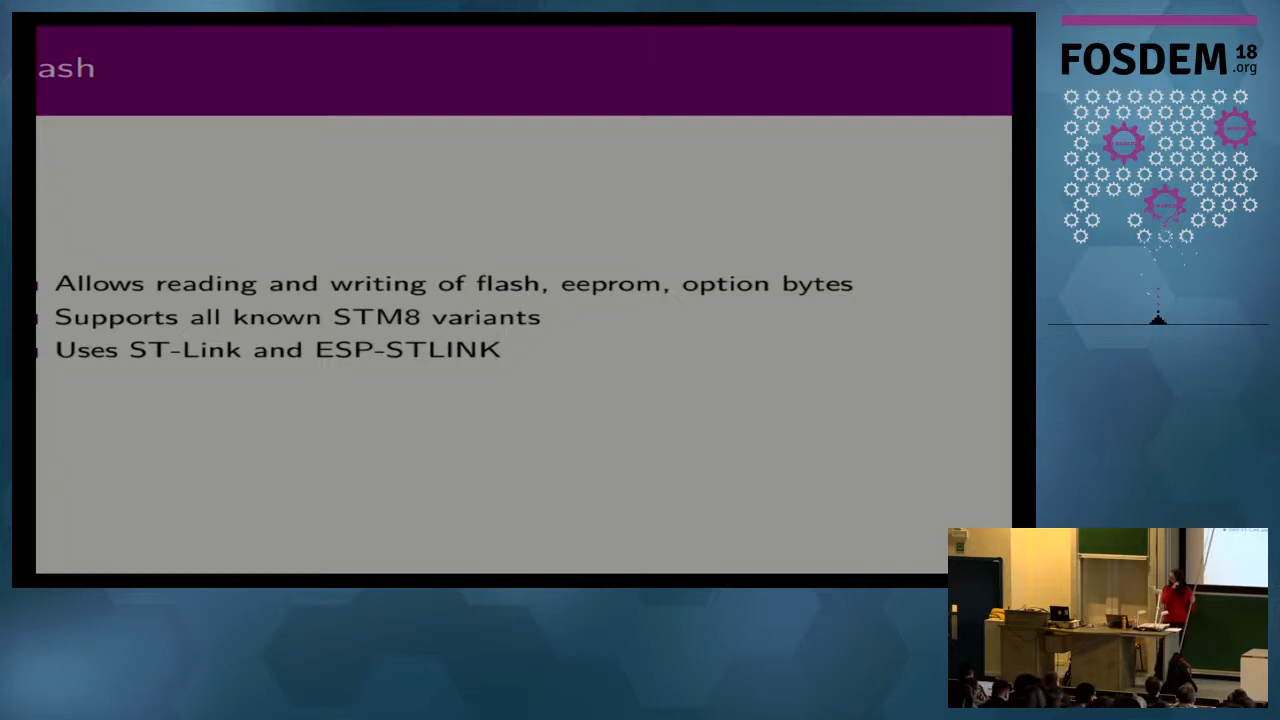 ash
Allows reading and writing of flash, eeprom, option bytes
Supports all known STM8 variants
Uses ST-Link and ESP-STLINK
FOSDEM 18
.org